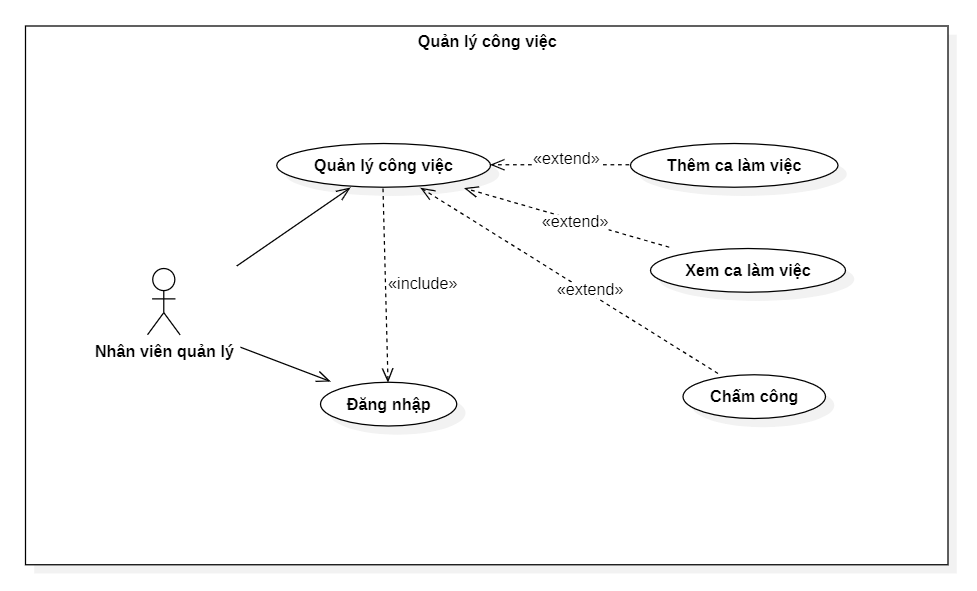 Quản lý công việc
Quản lý công việc
«extend»
Thêm ca làm việc
«extend»
Xem ca làm việc
«include»
«extend»
Nhân viên quản lý
Đăng nhập
Chấm công